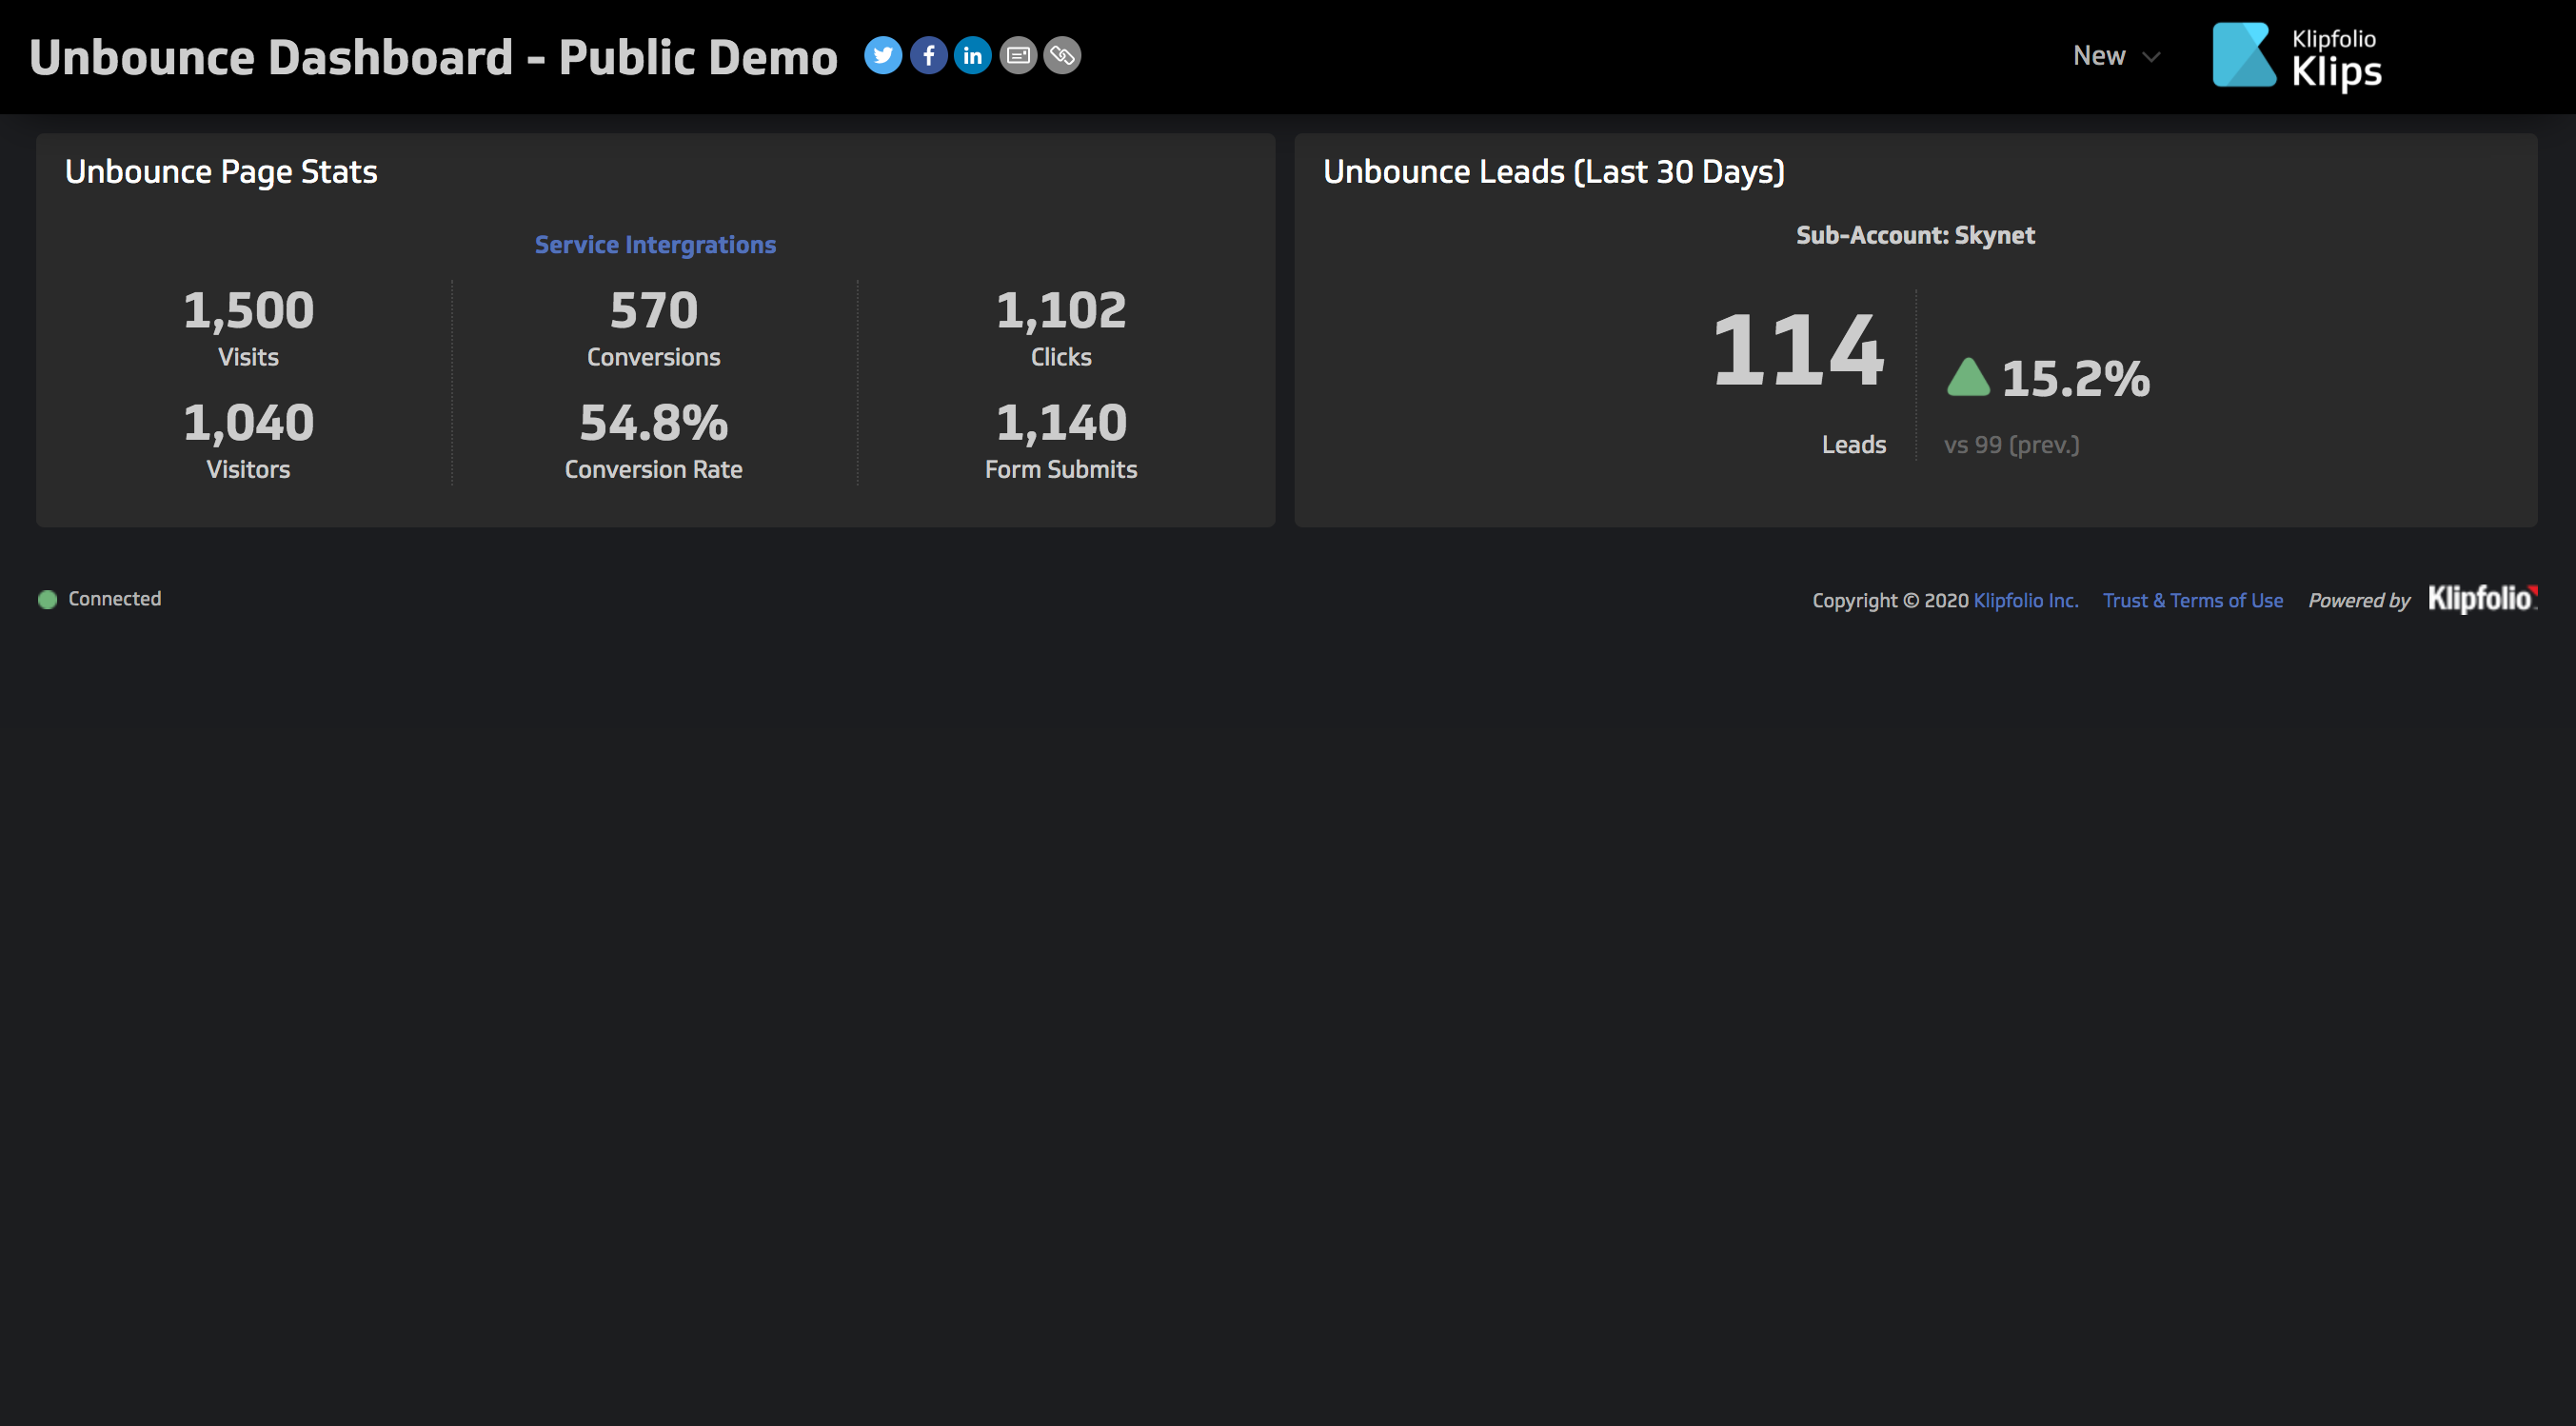 Unbounce Dashboard - Public Demo
New
Klipfolio
Klips
Unbounce Page Stats
Service Intergrations
1,500
Visits
570
Conversions
1,102
Clicks
1,040
Visitors
54.8%
Conversion Rate
1,140
Form Submits
Unbounce Leads (Last 30 Days)
Sub-Account: Skynet
114
Leads
15.2%
vs 99 (prev.)
Connected
Copyright © 2020 Klipfolio Inc. Trust & Terms of Use Powered by Klipfolio